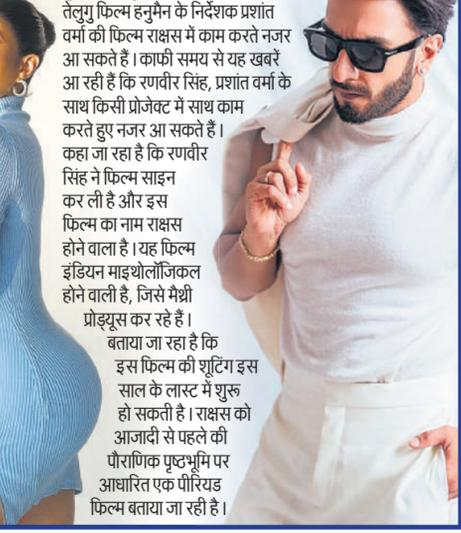 तेलुगु फिल्म हनुमैन के निर्देशक प्रशांत
वर्मा की फिल्म राक्षस में काम करते नजर
आ सकते हैं। काफी समय से यह खबरें
आ रही हैं कि रणवीर सिंह, प्रशांत वर्मा के
साथ किसी प्रोजेक्ट में साथ काम
करते हुए नजर आ सकते हैं।
कहा जा रहा है कि रणवीर
सिंह ने फिल्म साइन
कर ली है और इस
फिल्म का नाम राक्षस
होने वाला है। यह फिल्म
इंडियन माइथोलॉजिकल
होने वाली है, जिसे मैथ्री
प्रोड्यूस कर रहे हैं।
बताया जा रहा है कि
इस फिल्म की शूटिंग इस
साल के लास्ट में शुरू
हो सकती है। राक्षस को
आजादी से पहले की
पौराणिक पृष्ठभूमि पर
आधारित एक पीरियड
फिल्म बताया जा रही है।